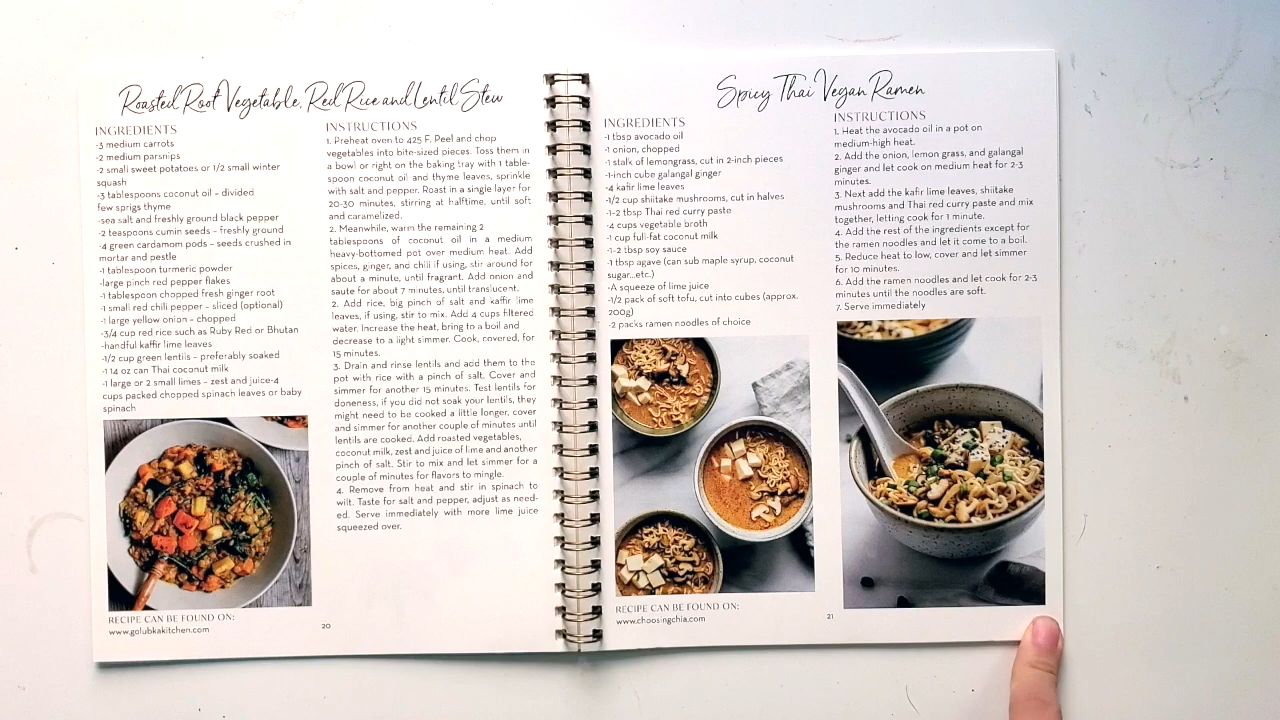 Roasted Root Vegetable, Red Rice and Lentil Stew
INGREDIENTS
-3 medium carrots
-2 medium parsnips
-2 small sweet potatoes or 1/2 small winter
squash
-3 tablespoons coconut oil – divided
few sprigs thyme
-sea salt and freshly ground black pepper
-2 teaspoons cumin seeds – freshly ground
-4 green cardamom pods – seeds crushed in
mortar and pestle
-1 tablespoon turmeric powder
-large pinch red pepper flakes
-1 tablespoon chopped fresh ginger root
-1 small red chili pepper – sliced (optional)
-1 large yellow onion – chopped
-3/4 cup red rice such as Ruby Red or Bhutan
-handful kaffir lime leaves
-1/2 cup green lentils – preferably soaked
-1 14 oz can Thai coconut milk
-1 large or 2 small limes – zest and juice-4
cups packed chopped spinach leaves or baby
spinach
RECIPE CAN BE FOUND ON:
www.golubkakitchen.com
INSTRUCTIONS
1. Preheat oven to 425 F. Peel and chop
vegetables into bite-sized pieces. Toss them in
a bowl or right on the baking tray with 1 table-
spoon coconut oil and thyme leaves, sprinkle
with salt and pepper. Roast in a single layer for
20-30 minutes, stirring at halftime, until soft
and caramelized.
2. Meanwhile, warm the remaining 2
tablespoons of coconut oil in a medium
heavy-bottomed pot over medium heat. Add
spices, ginger, and chili if using, stir around for
about a minute, until fragrant. Add onion and
saute for about 7 minutes, until translucent.
2. Add rice, big pinch of salt and kaffir lime
leaves, if using, stir to mix. Add 4 cups filtered
water. Increase the heat, bring to a boil and
decrease to a light simmer. Cook, covered, for
15 minutes.
3. Drain and rinse lentils and add them to the
pot with rice with a pinch of salt. Cover and
simmer for another 15 minutes. Test lentils for
doneness, if you did not soak your lentils, they
might need to be cooked a little longer, cover
and simmer for another couple of minutes until
lentils are cooked. Add roasted vegetables,
coconut milk, zest and juice of lime and another
pinch of salt. Stir to mix and let simmer for a
couple of minutes for flavors to mingle.
4. Remove from heat and stir in spinach to
wilt. Taste for salt and pepper, adjust as need-
ed. Serve immediately with more lime juice
squeezed over.
20
Spicy Thai Vegan Ramen
INGREDIENTS
-1 tbso avocado oil
-1 onion, chopped
-1 stalk of lemongrass, cut in 2-inch pieces
-1-inch cube galangal ginger
-4 kafir lime leaves
-1/2 cup shiitake mushrooms, cut in halves
-1-2 tbsp Thai red curry paste
-4 cups vegetable broth
-1 cup full-fat coconut milk
-1-2 tbsp soy sauce
-1 tbsp agave (can sub maple syrup, coconut
sugar...etc.)
-A squeeze of lime juice
-1/2 pack of soft tofu, cut into cubes (approx.
200g)
-2 packs ramen noodles of choice
RECIPE CAN BE FOUND ON:
www.choosingchia.com
INSTRUCTIONS
1. Heat the avocado oil in a pot on
medium-high heat.
2. Add the onion, lemon grass, and galangal
ginger and let cook on medium heat for 2-3
minutes.
3. Next add the kafir lime leaves, shiitake
mushrooms and Thai red curry paste and mix
together, letting cook for 1 minute.
4. Add the rest of the ingredients except for
the ramen noodles and let it come to a boil.
5. Reduce heat to low, cover and let simmer
for 10 minutes.
6. Add the ramen noodles and let cook for 2-3
minutes until the noodles are soft.
7. Serve immediately
21